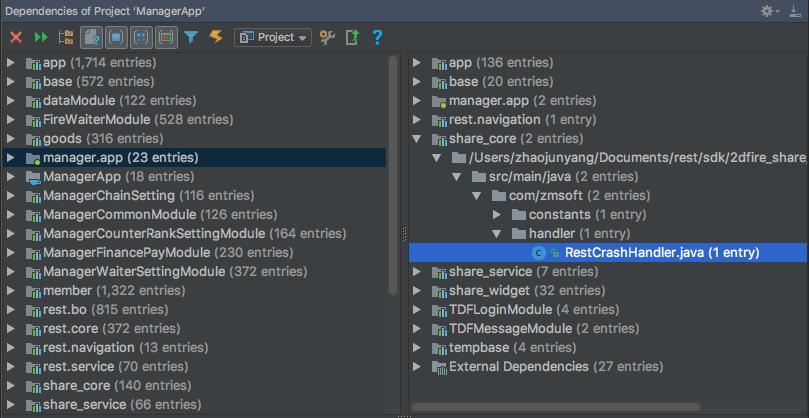 Dependencies of Project 'ManagerApp'
Project
app (1,714 entries)
base (572 entries)
dataModule (122 entries)
FireWaiterModule (528 entries)
goods (316 entries)
manager.app (23 entries)
ManagerApp (18 entries)
ManagerChainSetting (116 entries)
ManagerCommonModule (126 entries)
ManagerCounterRankSettingModule (164 entries)
ManagerFinancePayModule (230 entries)
ManagerWaiterSettingModule (372 entries)
member (1,322 entries)
rest.bo (815 entries)
rest.core (372 entries)
rest.navigation (13 entries)
rest.service (70 entries)
share_core (140 entries)
share_service (66 entries)
app (136 entries)
base (20 entries)
manager.app (2 entries)
rest.navigation (1 entry)
share_core (2 entries)
/Users/zhaojunyang/Documents/rest/sdk/2dfire_share_
src/main/java (2 entries)
com/zmsoft (2 entries)
constants (1 entry)
handler (1 entry)
RestCrashHandler.java (1 entry)
share_service (7 entries)
share_widget (32 entries)
TDFLoginModule (4 entries)
TDFMessageModule (2 entries)
tempbase (4 entries)
External Dependencies (27 entries)